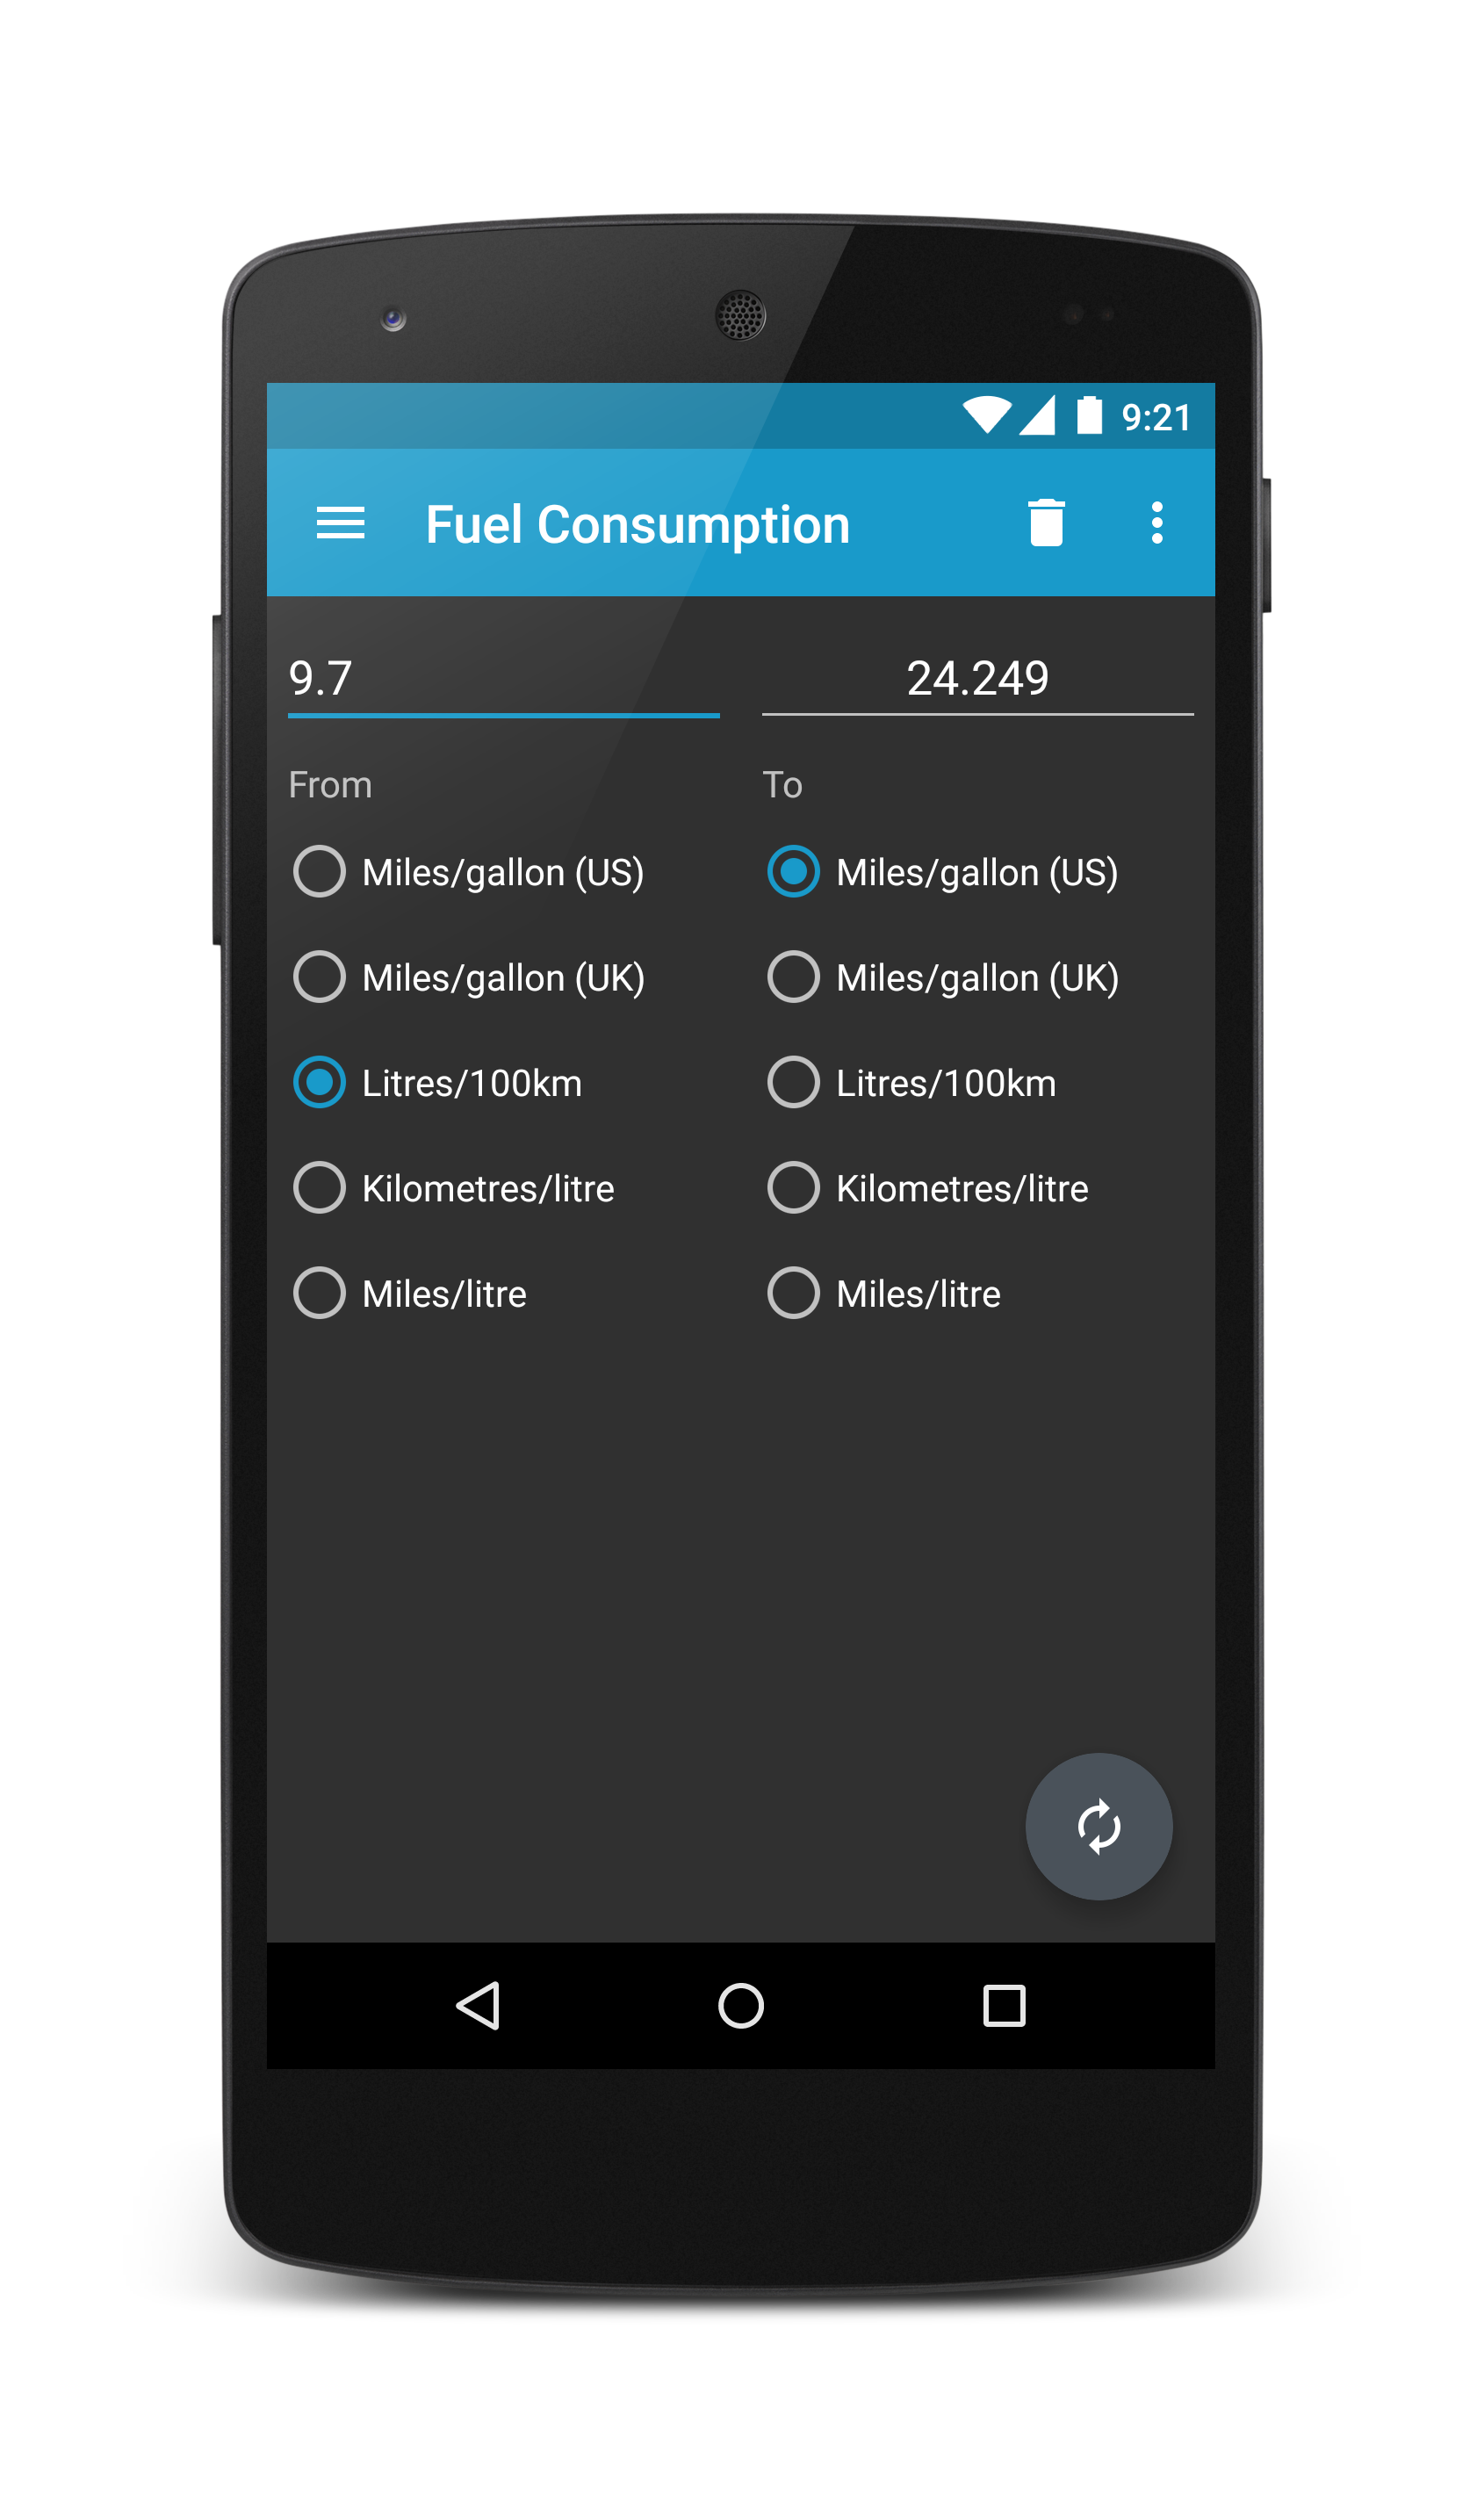 9:21
Fuel Consumption
9.7 24.249
From To
Miles/gallon (US) Miles/gallon (US)
Miles/gallon (UK) Miles/gallon (UK)
Litres/100km Litres/100km
Kilometres/litre Kilometres/litre
Miles/litre Miles/litre